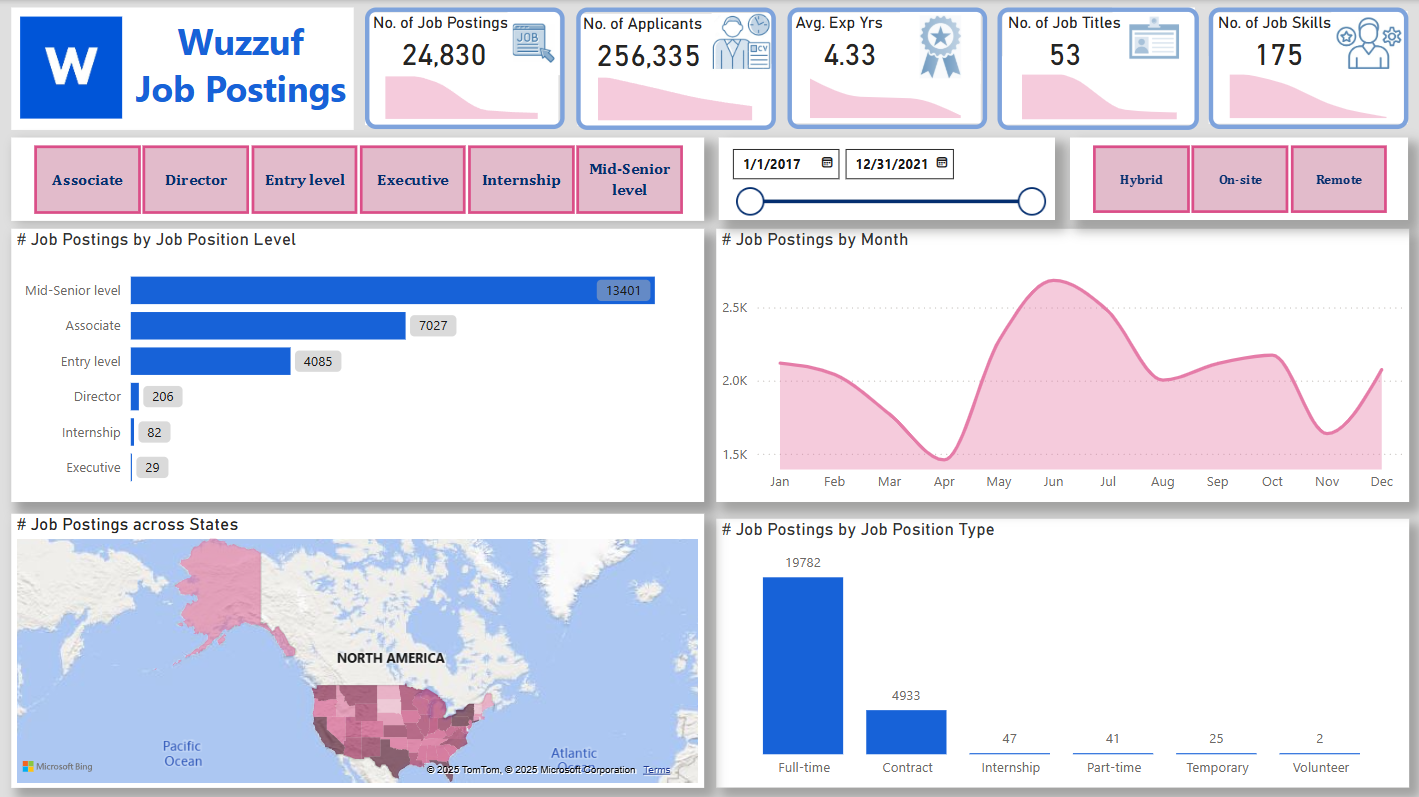 W
Wuzzuf
Job Postings
No. of Job Postings
24,830
JOB
No. of Applicants
256,335
CV
Avg. Exp Yrs
4.33
No. of Job Titles
53
No. of Job Skills
175
Associate
Director
Entry level
Executive
Internship
Mid-Senior
level
1/1/2017
12/31/2021
Hybrid
On-site
Remote
# Job Postings by Job Position Level
Mid-Senior level
13401
Associate
7027
Entry level
4085
Director
206
Internship
82
Executive
29
# Job Postings by Month
2.5K
2.0K
1.5K
Jan Feb Mar Apr May Jun Jul Aug Sep Oct Nov Dec
# Job Postings across States
NORTH AMERICA
Pacific
Ocean
Atlantic
Microsoft Bing
© 2025 TomTom, © 2025 Microsoft Corporation Terms
# Job Postings by Job Position Type
19782
4933
47
41
25
2
Full-time Contract Internship Part-time Temporary Volunteer